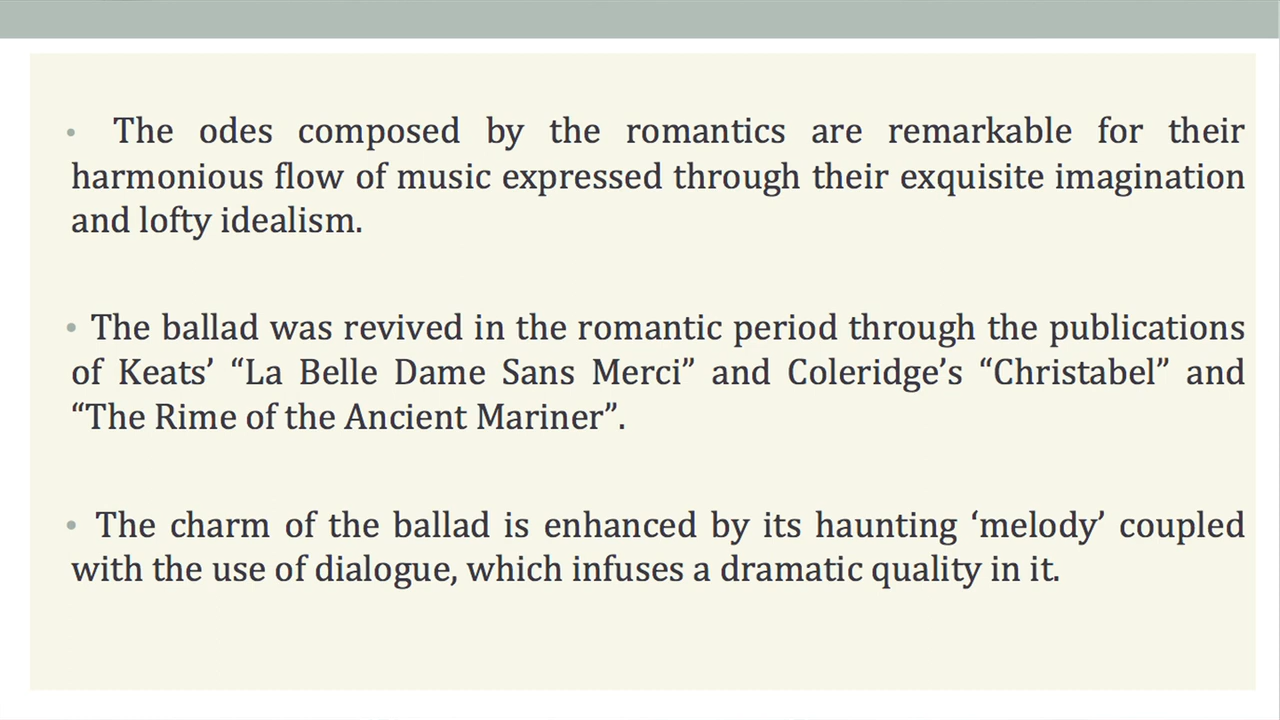 • The odes composed by the romantics are remarkable for their
harmonious flow of music expressed through their exquisite imagination
and lofty idealism.
• The ballad was revived in the romantic period through the publications
of Keats’ “La Belle Dame Sans Merci” and Coleridge’s “Christabel” and
“The Rime of the Ancient Mariner”.
• The charm of the ballad is enhanced by its haunting ‘melody’ coupled
with the use of dialogue, which infuses a dramatic quality in it.